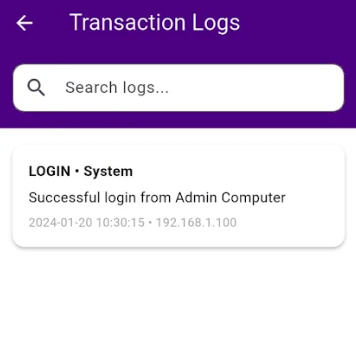 Transaction Logs
Search logs...
LOGIN • System
Successful login from Admin Computer
2024-01-20 10:30:15 • 192.168.1.100